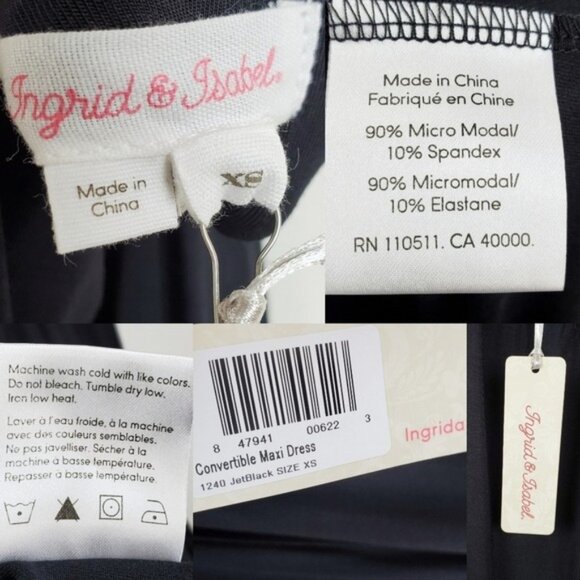 Ingrid & Isabel.
Made in
China
XS
Made in China
Fabriqué en Chine
90% Micro Modal/
10% Spandex
90% Micromodal/
10% Elastane
RN 110511. CA 40000.
Machine wash cold with like colors.
Do not bleach. Tumble dry low.
Iron low heat.
Laver à l'eau froide, à la machine
avec des couleurs semblables.
Ne pas javelliser. Sécher à la
machine à basse température.
Repasser à basse température.
8 47941 00622 3
Convertible Maxi Dress
1240 JetBlack SIZE XS
Ingrida
Ingrid & Isabel.